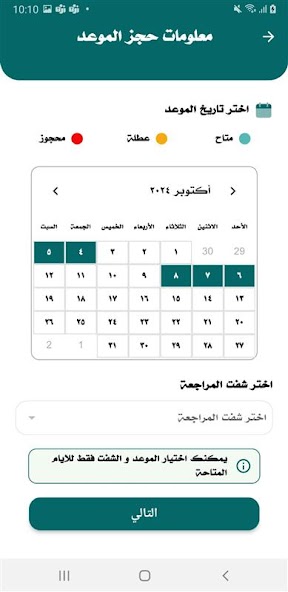 10:10
معلومات حجز الموعد
اختر تاريخ الموعد
متاح عطلة محجوز
أكتوبر ٢٠٢٤
الأحد الاثنين الثلاثاء الأربعاء الخميس الجمعة السبت
29 30 ١ ٢ ٣ ٤ ٥
٦ ٧ ٨ ٩ ١٠ ١١ ١٢
١٣ ١٤ ١٥ ١٦ ١٧ ١٨ ١٩
٢٠ ٢١ ٢٢ ٢٣ ٢٤ ٢٥ ٢٦
٢٧ ٢٨ ٢٩ ٣٠ ٣١ 1 2
اختر شفت المراجعة
اختر شفت المراجعة
يمكنك اختيار الموعد و الشفت فقط للايام
المتاحة
التالي